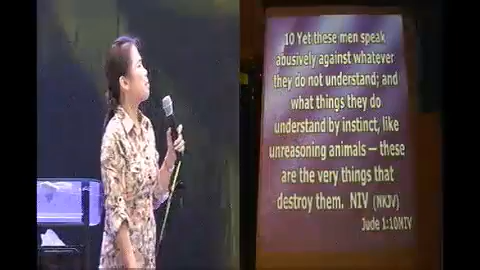 10 Yet these men speak
abusively against whatever
they do not understand; and
what things they do
understand by instinct, like
unreasoning animals — these
are the very things that
destroy them. NIV (NKJV)
Jude 1:10NIV